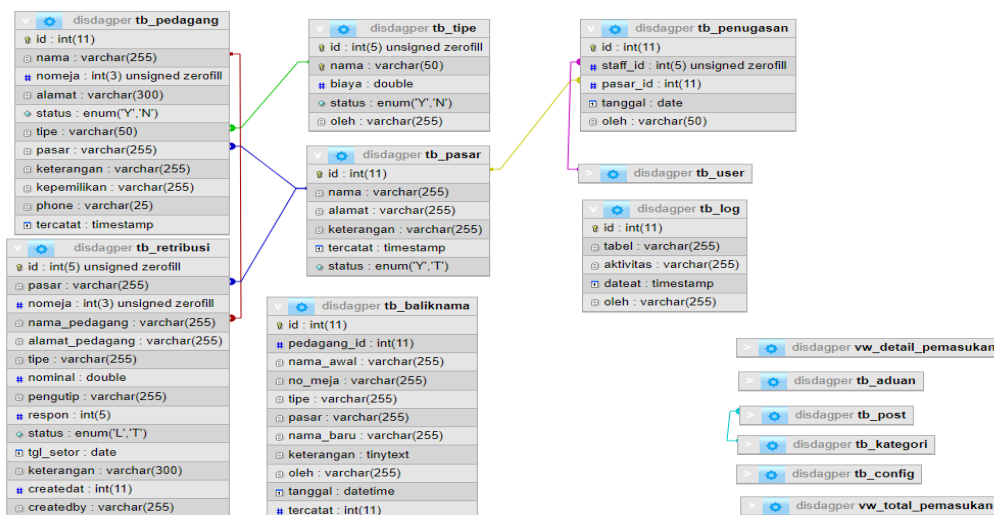 disdagper tb_pedagang
id : int(11)
nama : varchar(255)
nomeja : int(3) unsigned zerofill
alamat : varchar(300)
status : enum('Y','N')
tipe : varchar(50)
pasar : varchar(255)
keterangan : varchar(255)
kepemilikan : varchar(255)
phone : varchar(25)
tercatat : timestamp
disdagper tb_retribusi
id : int(5) unsigned zerofill
pasar : varchar(255)
nomeja : int(3) unsigned zerofill
nama_pedagang : varchar(255)
alamat_pedagang : varchar(255)
tipe : varchar(255)
nominal : double
pengutip : varchar(255)
respon : int(5)
status : enum('L','T')
tgl_setor : date
keterangan : varchar(300)
createdat : int(11)
createdby : varchar(255)
disdagper tb_tipe
id : int(5) unsigned zerofill
nama : varchar(50)
biaya : double
status : enum('Y','N')
oleh : varchar(255)
disdagper tb_pasar
id : int(11)
nama : varchar(255)
alamat : varchar(255)
keterangan : varchar(255)
tercatat : timestamp
status : enum('Y','T')
disdagper tb_baliknama
id : int(11)
pedagang_id : int(11)
nama_awal : varchar(255)
no_meja : varchar(255)
tipe : varchar(255)
pasar : varchar(255)
nama_baru : varchar(255)
keterangan : tinytext
oleh : varchar(255)
tanggal : datetime
tercatat : int(11)
disdagper tb_penugasan
id : int(11)
staff_id : int(5) unsigned zerofill
pasar_id : int(11)
tanggal : date
oleh : varchar(50)
disdagper tb_user
disdagper tb_log
id : int(11)
tabel : varchar(255)
aktivitas : varchar(255)
dateat : timestamp
oleh : varchar(255)
disdagper vw_detail_pemasukan
disdagper tb_aduan
disdagper tb_post
disdagper tb_kategori
disdagper tb_config
disdagper vw_total_pemasukan